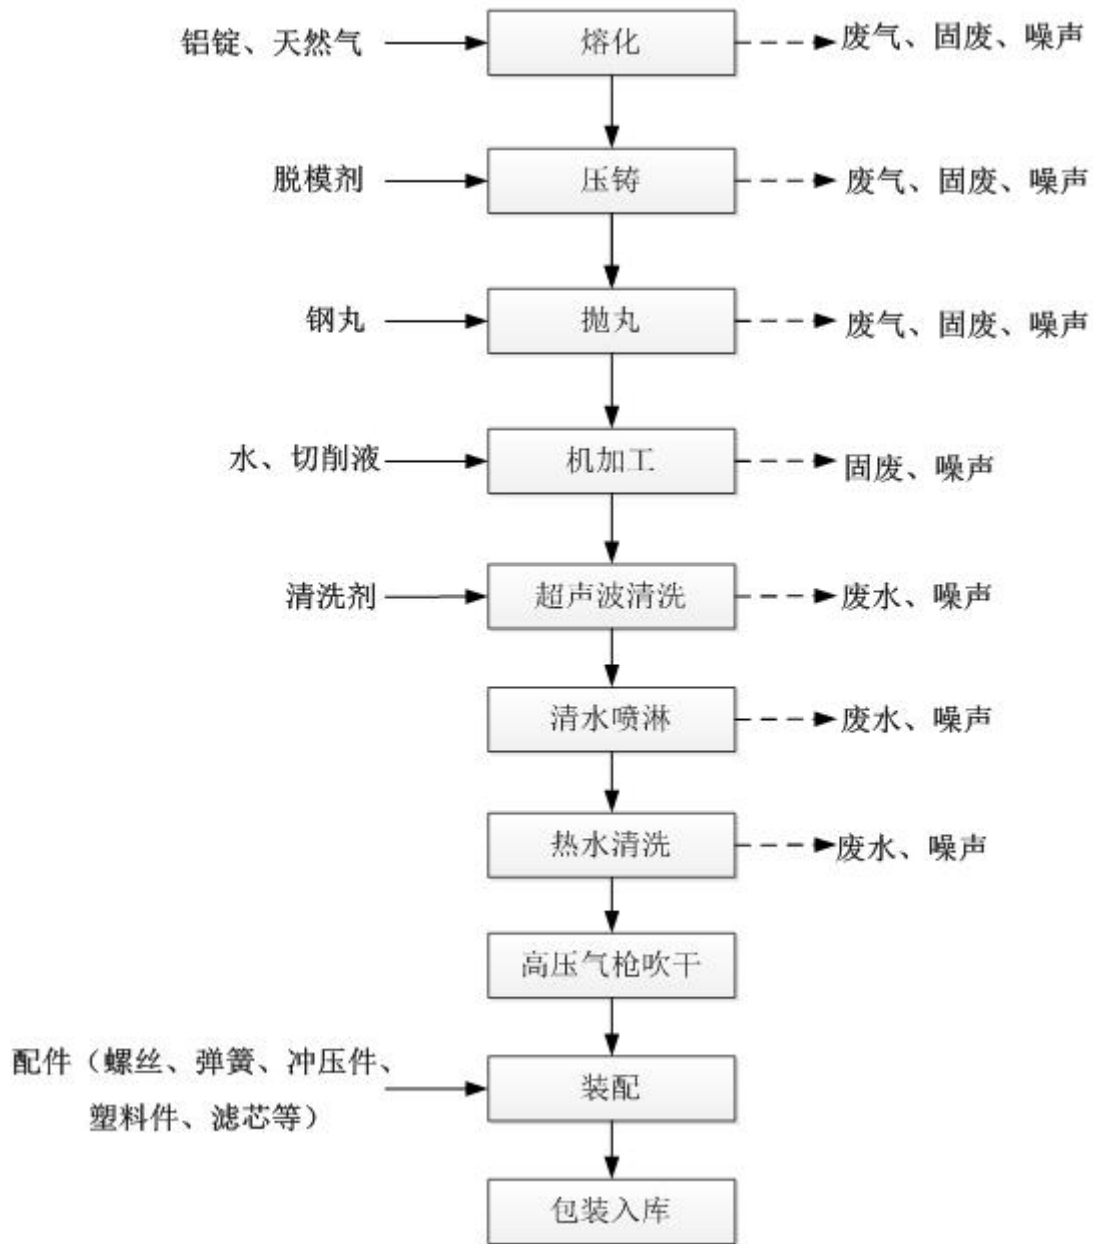 铝锭、天然气
熔化
废气、固废、噪声
脱模剂
压铸
废气、固废、噪声
钢丸
抛丸
废气、固废、噪声
水、切削液
机加工
固废、噪声
清洗剂
超声波清洗
废水、噪声
清水喷淋
废水、噪声
热水清洗
废水、噪声
高压气枪吹干
配件（螺丝、弹簧、冲压件、
塑料件、滤芯等）
装配
包装入库